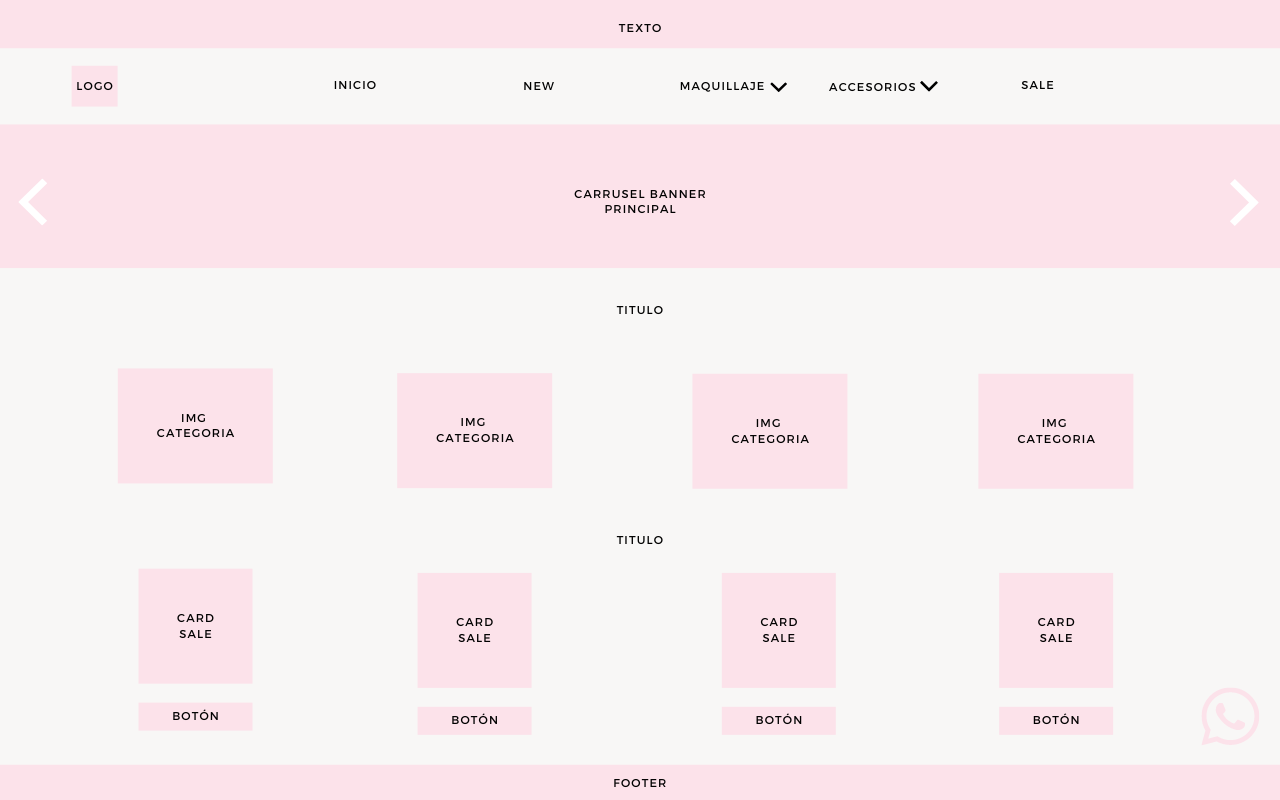 TEXTO
LOGO
INICIO
NEW
MAQUILLAJE
ACCESORIOS
SALE
CARRUSEL BANNER
PRINCIPAL
TITULO
IMG
CATEGORIA
IMG
CATEGORIA
IMG
CATEGORIA
IMG
CATEGORIA
TITULO
CARD
SALE
CARD
SALE
CARD
SALE
CARD
SALE
BOTÓN
BOTÓN
BOTÓN
BOTÓN
FOOTER